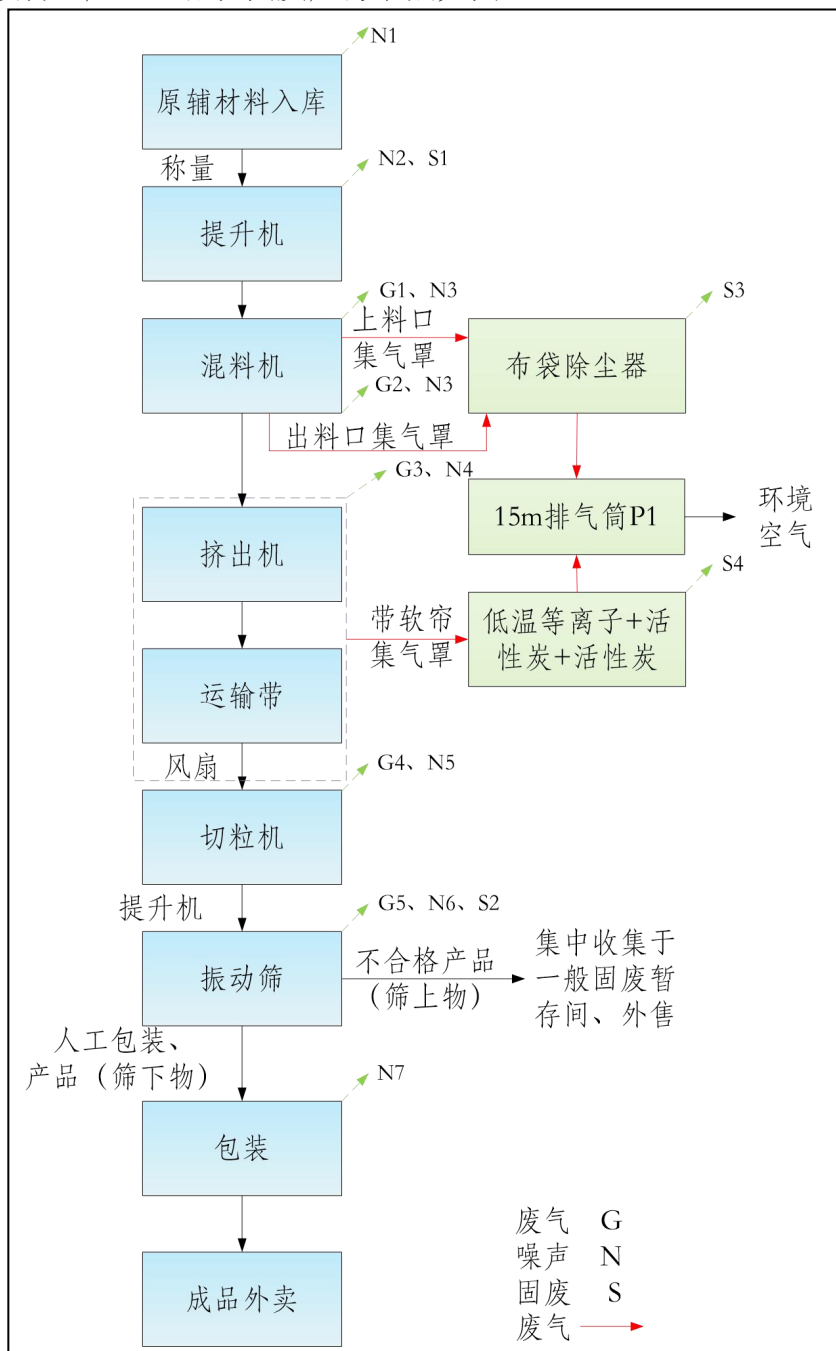 N1
原辅材料入库
称量
N2、S1
提升机
G1、N3
S3
上料口
集气罩
混料机
布袋除尘器
G2、N3
出料口集气罩
G3、N4
挤出机
15m排气筒P1
环境
空气
S4
带软帘
集气罩
低温等离子+活
性炭+活性炭
运输带
风扇
G4、N5
切粒机
提升机
G5、N6、S2
振动筛
不合格产品
（筛上物）
集中收集于
一般固废暂
存间、外售
人工包装、
产品（筛下物）
N7
包装
成品外卖
废气 G
噪声 N
固废 S
废气